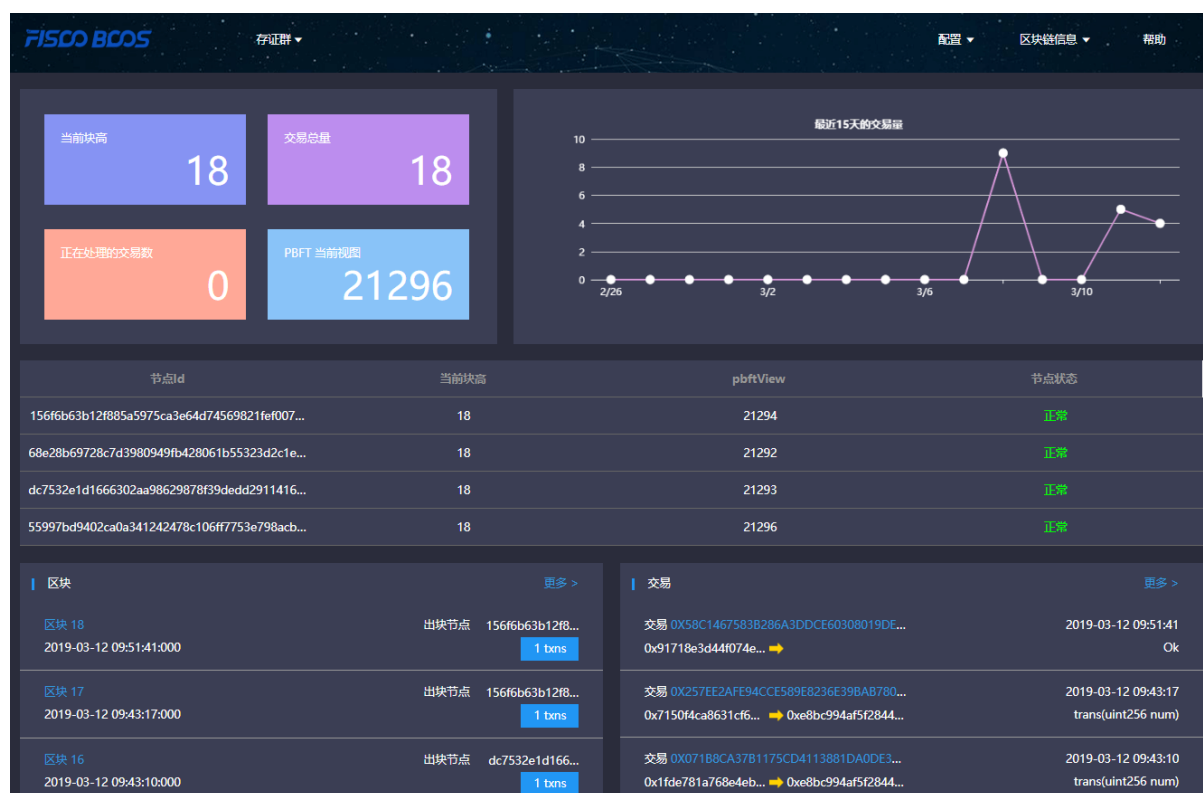 FISCO BCOS 存证群 配置 区块链信息 帮助
当前块高
18
交易总量
18
正在处理的交易数
0
PBFT 当前视图
21296
最近15天的交易量
10
8
6
4
2
0
2/26 3/2 3/6 3/10
节点Id 当前块高 pbftView 节点状态
156f6b63b12f885a5975ca3e64d74569821fef007... 18 21294 正常
68e28b69728c7d3980949fb428061b55323d2c1e... 18 21292 正常
dc7532e1d1666302aa98629878f39dedd2911416... 18 21293 正常
55997bd9402ca0a341242478c106ff7753e798acb... 18 21296 正常
区块 更多 >
区块 18 出块节点 156f6b63b12f8...
2019-03-12 09:51:41:000 1 txns
区块 17 出块节点 156f6b63b12f8...
2019-03-12 09:43:17:000 1 txns
区块 16 出块节点 dc7532e1d166...
2019-03-12 09:43:10:000 1 txns
交易 更多 >
交易 0X58C1467583B286A3DDCE60308019DE... 2019-03-12 09:51:41
0x91718e3d44f074e... Ok
交易 0X257EE2AFE94CCE589E8236E39BAB780... 2019-03-12 09:43:17
0x7150f4ca8631cf6... 0xe8bc994af5f2844... trans(uint256 num)
交易 0X071B8CA37B1175CD4113881DA0DE3... 2019-03-12 09:43:10
0x1fde781a768e4eb... 0xe8bc994af5f2844... trans(uint256 num)